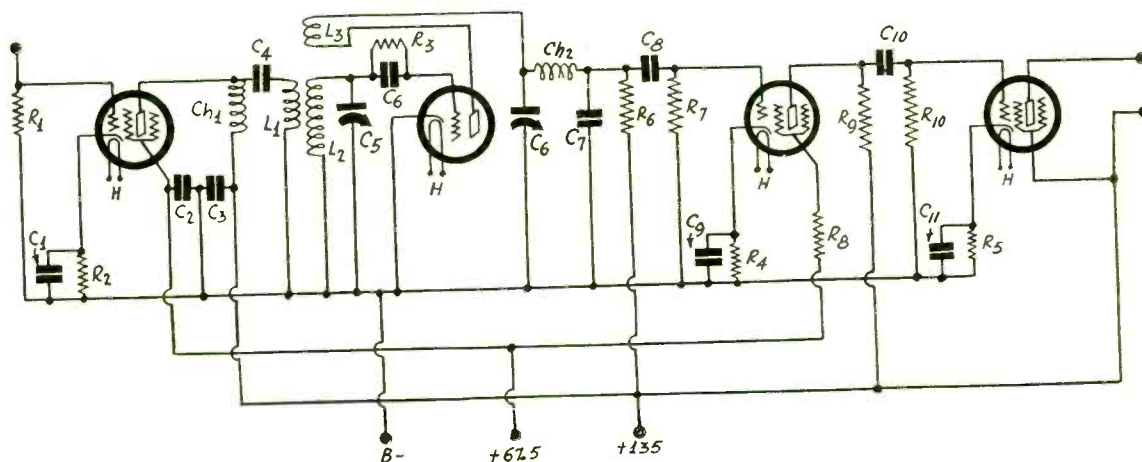 L3
R3
C4
Ch2
C8
C10
R1
Ch1
L1
L2
C6
C5
C6
C7
R6
R7
R9
R10
H
H
H
H
C2
C3
C1
R2
C9
R4
R8
C11
R5
B-
+67.5
+135